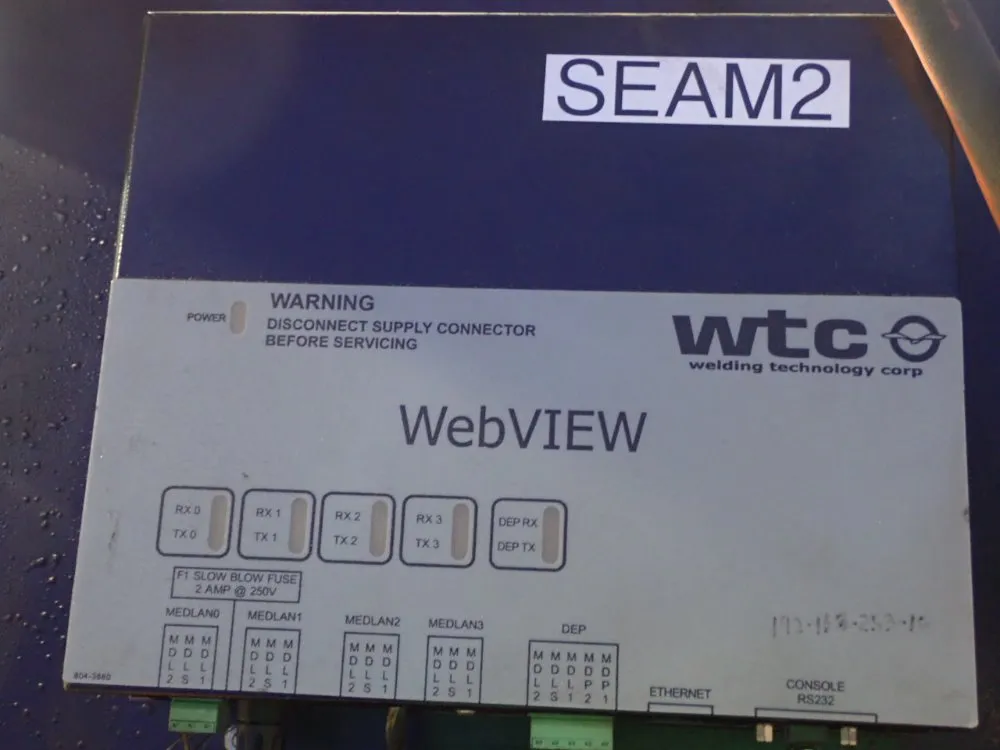 SEAM2
POWER
WARNING
DISCONNECT SUPPLY CONNECTOR
BEFORE SERVICING
wtc
welding technology corp
WebVIEW
RX 0 RX 1 RX 2 RX 3 DEP RX
TX 0 TX 1 TX 2 TX 3 DEP TX
F1 SLOW BLOW FUSE
2 AMP @ 250V
MEDLAN0 MEDLAN1 MEDLAN2 MEDLAN3 DEP
M M M M M M M M M M M M M M M M M
D D D D D D D D D D D D D D D D D
L L L L L L L L L L L L L L L P P
2 S 1 2 S 1 2 S 1 2 S 1 2 S 1 2 1
ETHERNET
CONSOLE
RS232